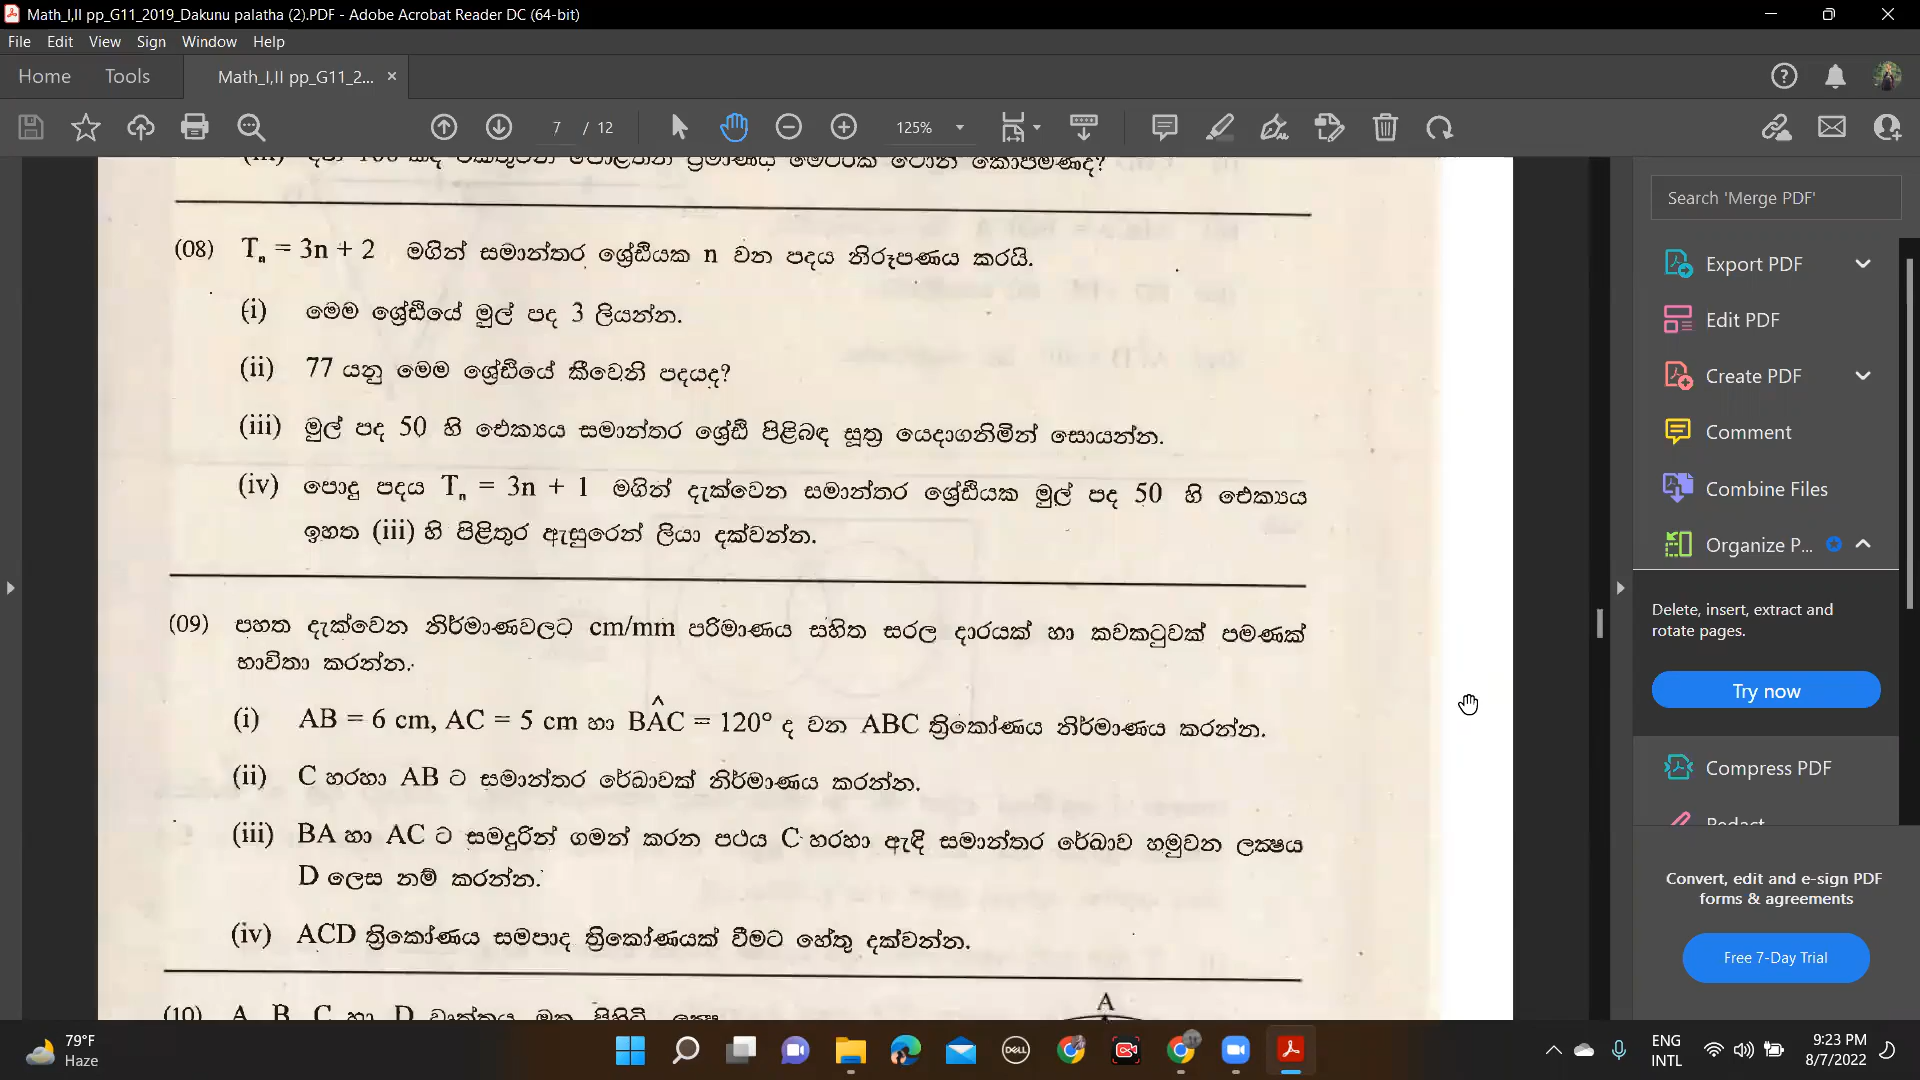 Math_I,II pp_G11_2019_Dakunu palatha (2).PDF - Adobe Acrobat Reader DC (64-bit)
File Edit View Sign Window Help
Home Tools Math_I,II pp_G11_2... ×
7 / 12 125%
Search 'Merge PDF'
(08) Tn = 3n + 2 මගින් සමාන්තර ශ්‍රේඪියක n වන පදය නිරූපණය කරයි.
(i) මෙම ශ්‍රේඪියේ මුල් පද 3 ලියන්න.
(ii) 77 යනු මෙම ශ්‍රේඪියේ කීවෙනි පදයද?
(iii) මුල් පද 50 හි ඓක්‍යය සමාන්තර ශ්‍රේඪි පිළිබඳ සූත්‍ර යෙදාගනිමින් සොයන්න.
(iv) පොදු පදය Tn = 3n + 1 මගින් දැක්වෙන සමාන්තර ශ්‍රේඪියක මුල් පද 50 හි ඓක්‍යය
ඉහත (iii) හි පිළිතුර ඇසුරෙන් ලියා දක්වන්න.
(09) පහත දැක්වෙන නිර්මාණවලට cm/mm පරිමාණය සහිත සරල දාරයක් හා කවකටුවක් පමණක්
භාවිතා කරන්න.
(i) AB = 6 cm, AC = 5 cm හා BÂC = 120° ද වන ABC ත්‍රිකෝණය නිර්මාණය කරන්න.
(ii) C හරහා AB ට සමාන්තර රේඛාවක් නිර්මාණය කරන්න.
(iii) BA හා AC ට සමදුරින් ගමන් කරන පථය C හරහා ඇඳි සමාන්තර රේඛාව හමුවන ලක්ෂය
D ලෙස නම් කරන්න.
(iv) ACD ත්‍රිකෝණය සමපාද ත්‍රිකෝණයක් වීමට හේතු දක්වන්න.
(10) A, B, C හා D වෘත්තය මත පිහිටි
A
Export PDF
Edit PDF
Create PDF
Comment
Combine Files
Organize P...
Delete, insert, extract and
rotate pages.
Try now
Compress PDF
Redact
Convert, edit and e-sign PDF
forms & agreements
Free 7-Day Trial
79°F
Haze
DELL
ENG
INTL
9:23 PM
8/7/2022